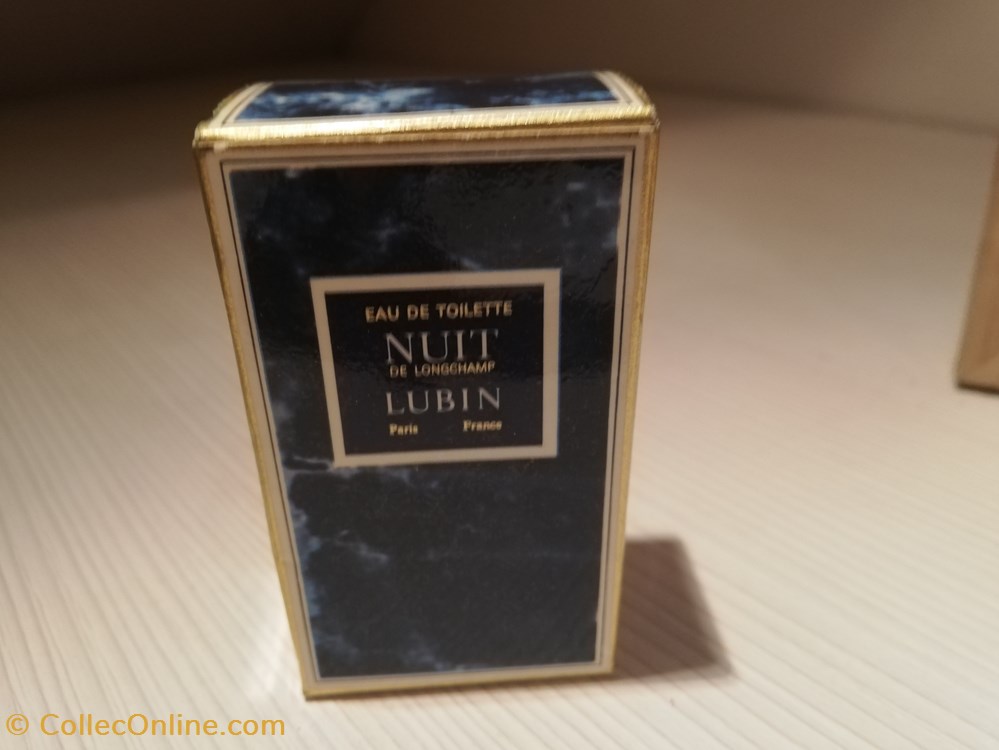 EAU DE TOILETTE
NUIT
DE LONGCHAMP
LUBIN
Paris France
© CollecOnline.com